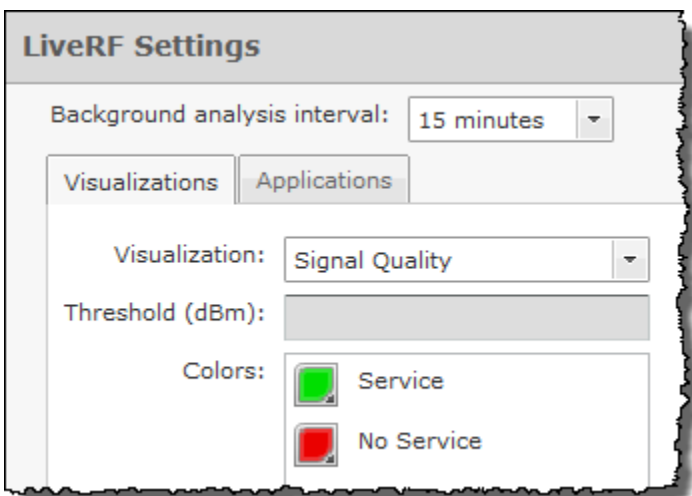 LiveRF Settings
Background analysis interval: 15 minutes
Visualizations Applications
Visualization: Signal Quality
Threshold (dBm):
Colors: Service
No Service